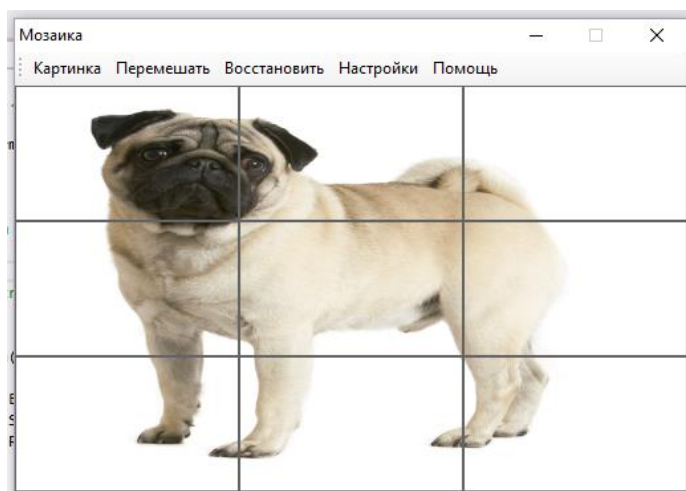 Мозаика
Картинка Перемешать Восстановить Настройки Помощь